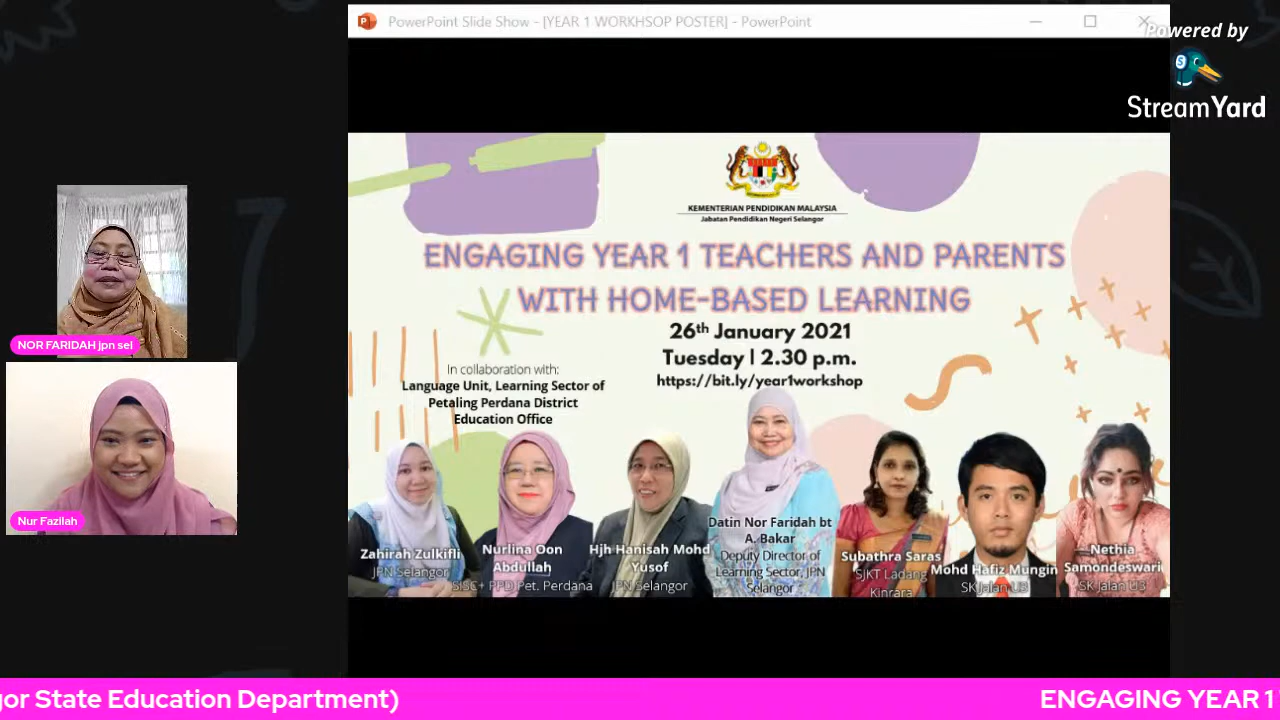 PowerPoint Slide Show - [YEAR 1 WORKHSOP POSTER] - PowerPoint
Powered by
StreamYard
KEMENTERIAN PENDIDIKAN MALAYSIA
Jabatan Pendidikan Negeri Selangor
ENGAGING YEAR 1 TEACHERS AND PARENTS
WITH HOME-BASED LEARNING
26th January 2021
Tuesday | 2.30 p.m.
https://bit.ly/year1workshop
In collaboration with:
Language Unit, Learning Sector of
Petaling Perdana District
Education Office
Zahirah Zulkifli
JPN Selangor
Nurlina Oon
Abdullah
SISC+ PPD Pet. Perdana
Hjh Hanisah Mohd
Yusof
JPN Selangor
Datin Nor Faridah bt
A. Bakar
Deputy Director of
Learning Sector, JPN
Selangor
Subathra Saras
SJKT Ladang
Kinrara
Mohd Hafiz Mungin
SK Jalan U3
Nethia
Samondeswari
SK Jalan U3
NOR FARIDAH jpn sel
Nur Fazilah
gor State Education Department)
ENGAGING YEAR 1